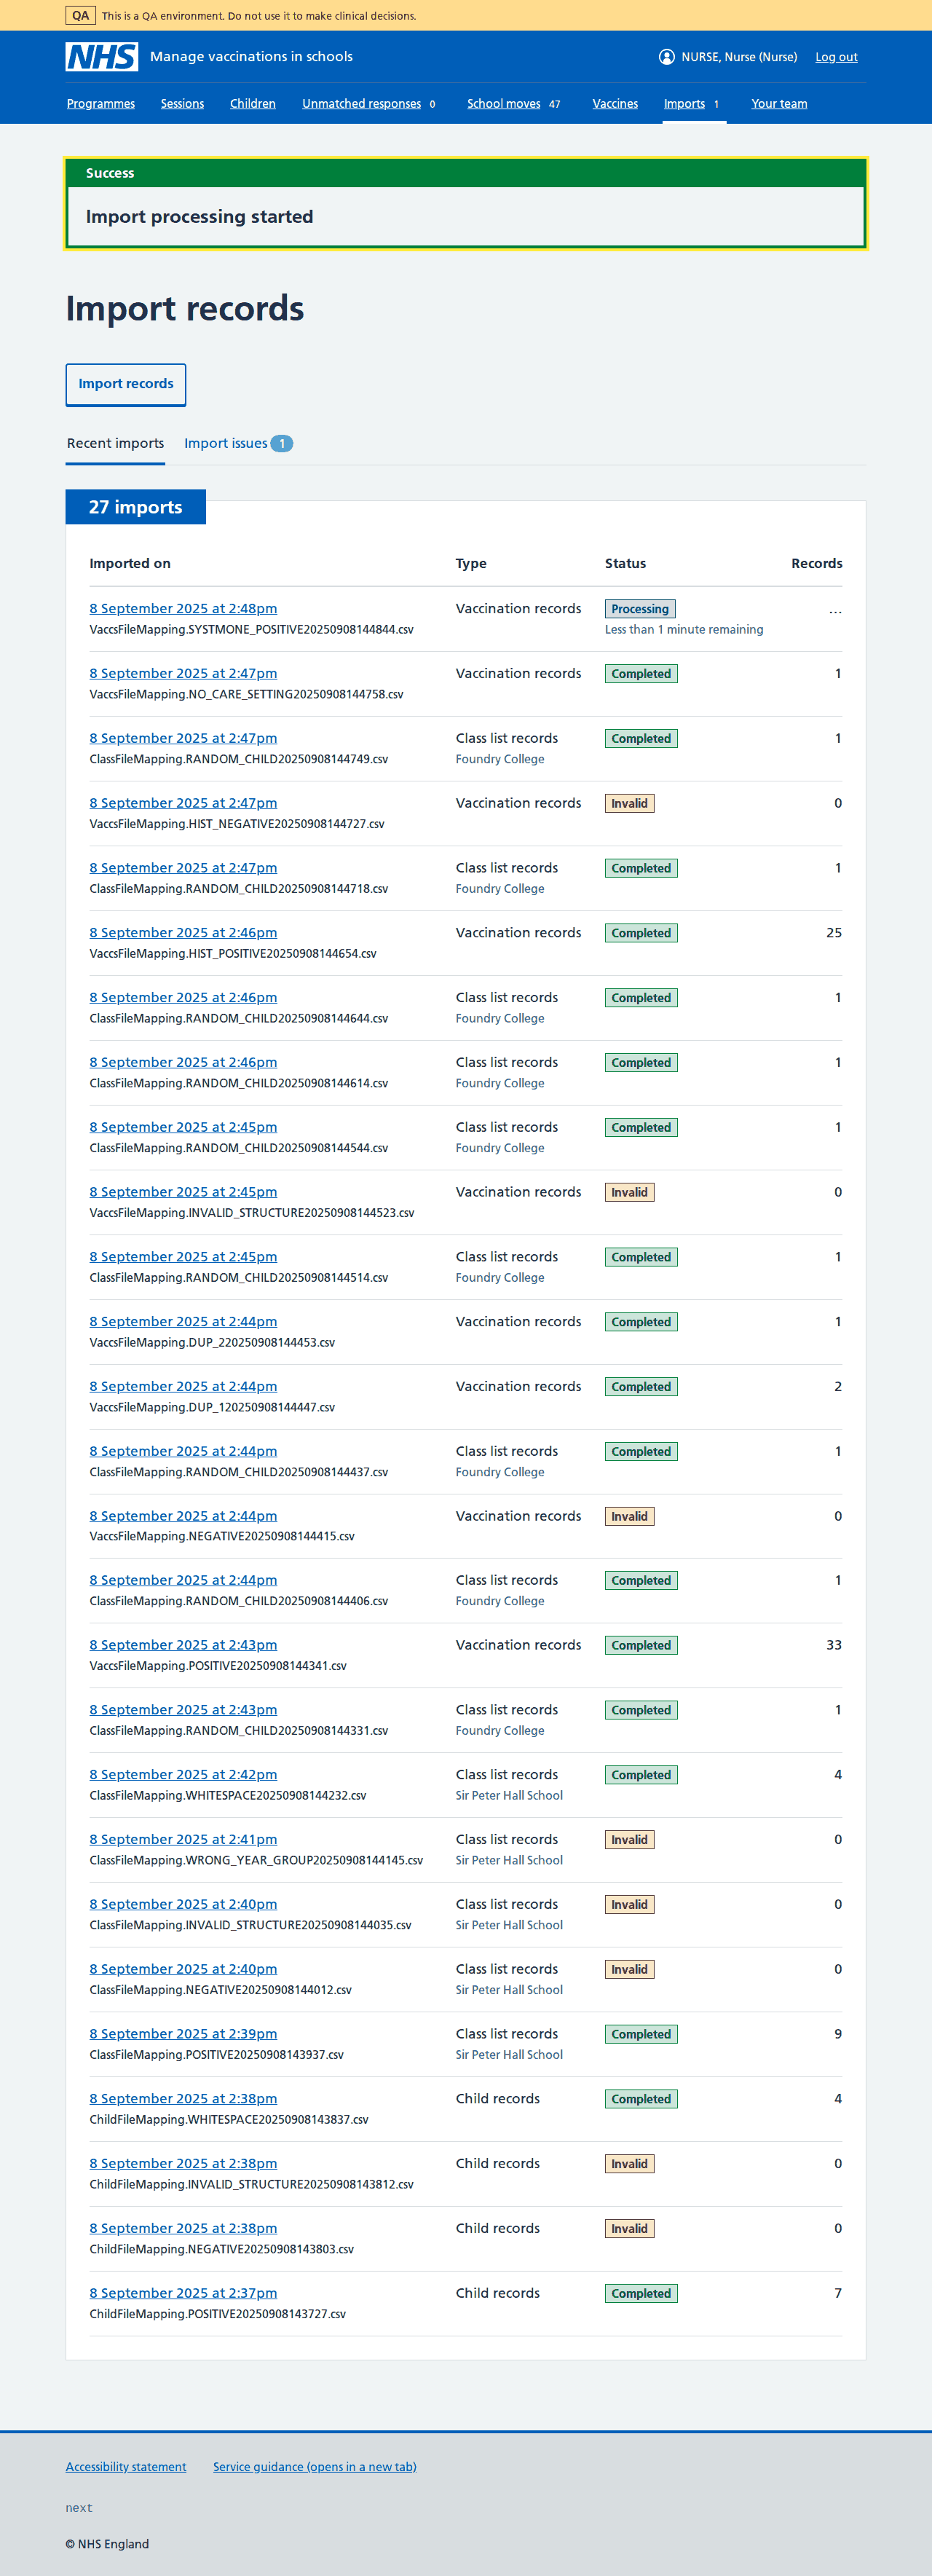 QA This is a QA environment. Do not use it to make clinical decisions.
NHS Manage vaccinations in schools NURSE, Nurse (Nurse) Log out
Programmes Sessions Children Unmatched responses 0 School moves 47 Vaccines Imports 1 Your team
Success
Import processing started
Import records
Import records
Recent imports Import issues 1
27 imports
Imported on Type Status Records
8 September 2025 at 2:48pm Vaccination records Processing ...
VaccsFileMapping.SYSTMONE_POSITIVE20250908144844.csv Less than 1 minute remaining
8 September 2025 at 2:47pm Vaccination records Completed 1
VaccsFileMapping.NO_CARE_SETTING20250908144758.csv
8 September 2025 at 2:47pm Class list records Completed 1
ClassFileMapping.RANDOM_CHILD20250908144749.csv Foundry College
8 September 2025 at 2:47pm Vaccination records Invalid 0
VaccsFileMapping.HIST_NEGATIVE20250908144727.csv
8 September 2025 at 2:47pm Class list records Completed 1
ClassFileMapping.RANDOM_CHILD20250908144718.csv Foundry College
8 September 2025 at 2:46pm Vaccination records Completed 25
VaccsFileMapping.HIST_POSITIVE20250908144654.csv
8 September 2025 at 2:46pm Class list records Completed 1
ClassFileMapping.RANDOM_CHILD20250908144644.csv Foundry College
8 September 2025 at 2:46pm Class list records Completed 1
ClassFileMapping.RANDOM_CHILD20250908144614.csv Foundry College
8 September 2025 at 2:45pm Class list records Completed 1
ClassFileMapping.RANDOM_CHILD20250908144544.csv Foundry College
8 September 2025 at 2:45pm Vaccination records Invalid 0
VaccsFileMapping.INVALID_STRUCTURE20250908144523.csv
8 September 2025 at 2:45pm Class list records Completed 1
ClassFileMapping.RANDOM_CHILD20250908144514.csv Foundry College
8 September 2025 at 2:44pm Vaccination records Completed 1
VaccsFileMapping.DUP_220250908144453.csv
8 September 2025 at 2:44pm Vaccination records Completed 2
VaccsFileMapping.DUP_120250908144447.csv
8 September 2025 at 2:44pm Class list records Completed 1
ClassFileMapping.RANDOM_CHILD20250908144437.csv Foundry College
8 September 2025 at 2:44pm Vaccination records Invalid 0
VaccsFileMapping.NEGATIVE20250908144415.csv
8 September 2025 at 2:44pm Class list records Completed 1
ClassFileMapping.RANDOM_CHILD20250908144406.csv Foundry College
8 September 2025 at 2:43pm Vaccination records Completed 33
VaccsFileMapping.POSITIVE20250908144341.csv
8 September 2025 at 2:43pm Class list records Completed 1
ClassFileMapping.RANDOM_CHILD20250908144331.csv Foundry College
8 September 2025 at 2:42pm Class list records Completed 4
ClassFileMapping.WHITESPACE20250908144232.csv Sir Peter Hall School
8 September 2025 at 2:41pm Class list records Invalid 0
ClassFileMapping.WRONG_YEAR_GROUP20250908144145.csv Sir Peter Hall School
8 September 2025 at 2:40pm Class list records Invalid 0
ClassFileMapping.INVALID_STRUCTURE20250908144035.csv Sir Peter Hall School
8 September 2025 at 2:40pm Class list records Invalid 0
ClassFileMapping.NEGATIVE20250908144012.csv Sir Peter Hall School
8 September 2025 at 2:39pm Class list records Completed 9
ClassFileMapping.POSITIVE20250908143937.csv Sir Peter Hall School
8 September 2025 at 2:38pm Child records Completed 4
ChildFileMapping.WHITESPACE20250908143837.csv
8 September 2025 at 2:38pm Child records Invalid 0
ChildFileMapping.INVALID_STRUCTURE20250908143812.csv
8 September 2025 at 2:38pm Child records Invalid 0
ChildFileMapping.NEGATIVE20250908143803.csv
8 September 2025 at 2:37pm Child records Completed 7
ChildFileMapping.POSITIVE20250908143727.csv
Accessibility statement Service guidance (opens in a new tab)
next
© NHS England